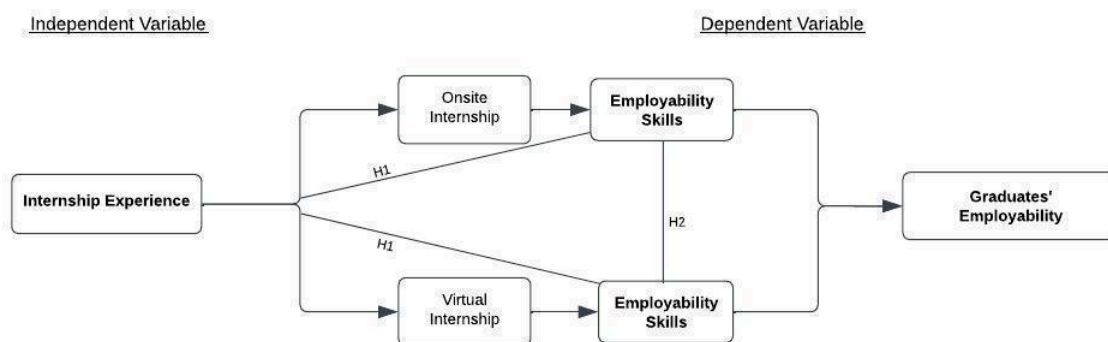 Independent Variable
Dependent Variable
Onsite
Internship
Employability
Skills
H1
Internship Experience
Graduates'
Employability
H2
H1
Virtual
Internship
Employability
Skills